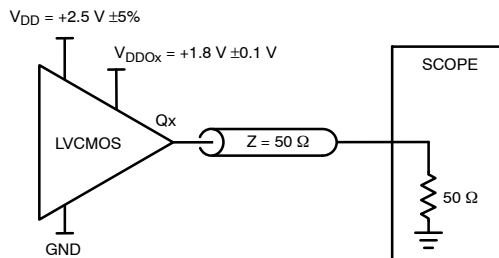 V_DD = +2.5 V ±5%
V_DDOx = +1.8 V ±0.1 V
SCOPE
Qx
LVCMOS
Z = 50 Ω
50 Ω
GND